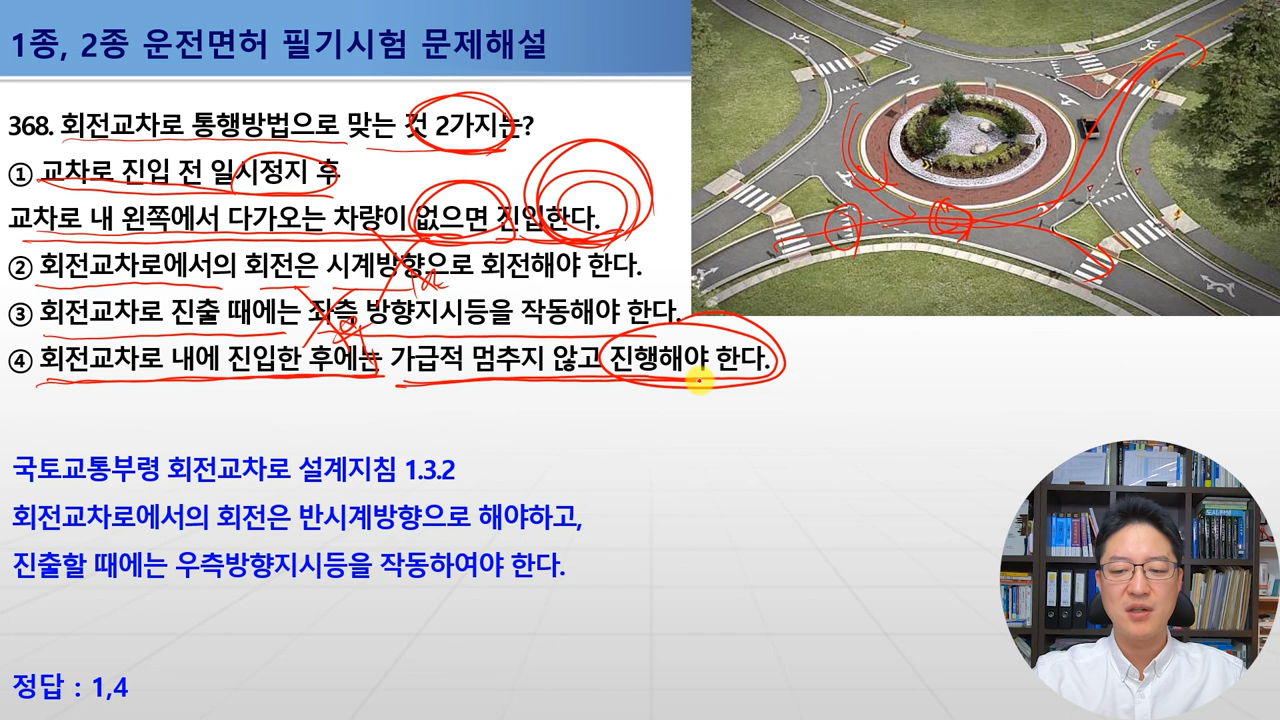 1종, 2종 운전면허 필기시험 문제해설
368. 회전교차로 통행방법으로 맞는 것 2가지는?
① 교차로 진입 전 일시정지 후
교차로 내 왼쪽에서 다가오는 차량이 없으면 진입한다.
② 회전교차로에서의 회전은 시계방향으로 회전해야 한다.
③ 회전교차로 진출 때에는 좌측 방향지시등을 작동해야 한다.
④ 회전교차로 내에 진입한 후에는 가급적 멈추지 않고 진행해야 한다.
국토교통부령 회전교차로 설계지침 1.3.2
회전교차로에서의 회전은 반시계방향으로 해야하고,
진출할 때에는 우측방향지시등을 작동하여야 한다.
정답 : 1,4